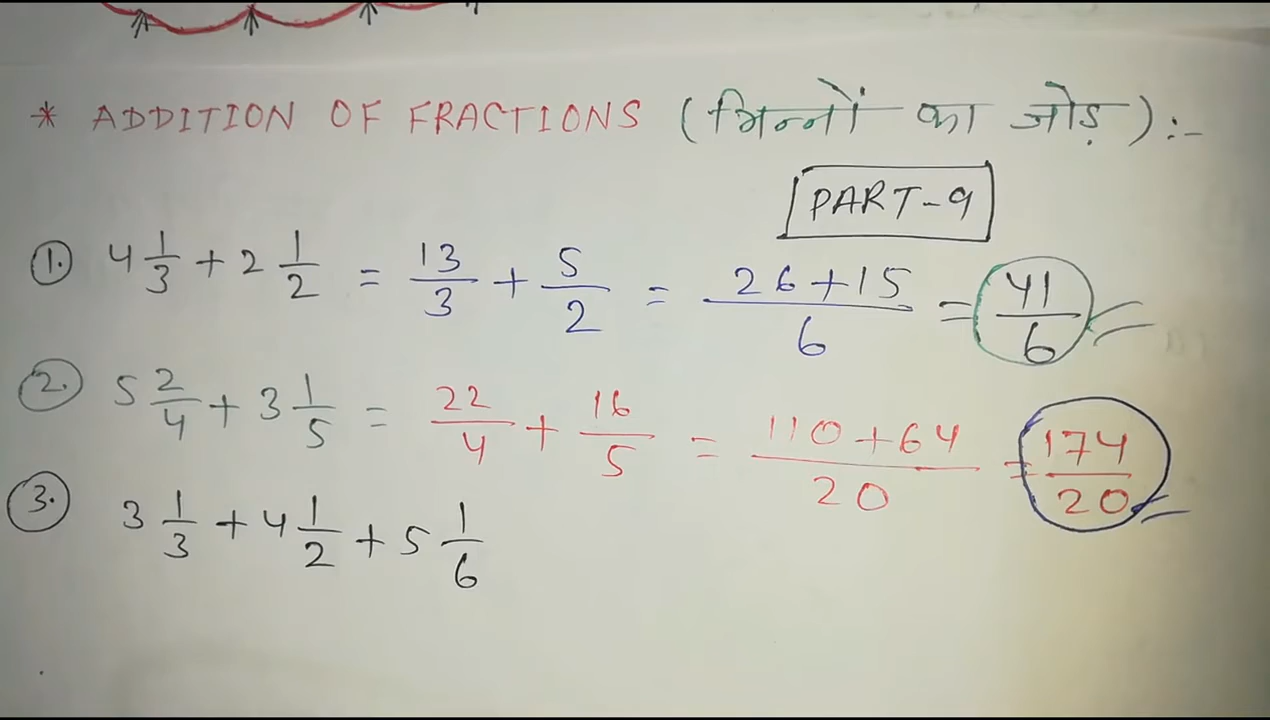 * ADDITION OF FRACTIONS (भिन्नों का जोड़ ) :-
PART-9
1. 4 1/3 + 2 1/2 = 13/3 + 5/2 = 26+15/6 = 41/6
2. 5 2/4 + 3 1/5 = 22/4 + 16/5 = 110+64/20 = 174/20
3. 3 1/3 + 4 1/2 + 5 1/6